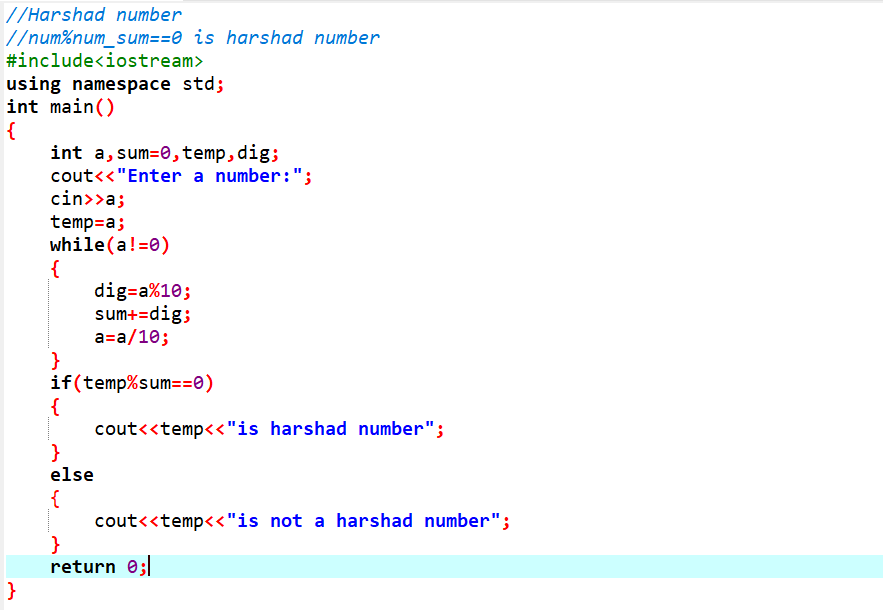 //Harshad number
//num%num_sum==0 is harshad number
#include<iostream>
using namespace std;
int main()
{
    int a,sum=0,temp,dig;
    cout<<"Enter a number:";
    cin>>a;
    temp=a;
    while(a!=0)
    {
        dig=a%10;
        sum+=dig;
        a=a/10;
    }
    if(temp%sum==0)
    {
        cout<<temp<<"is harshad number";
    }
    else
    {
        cout<<temp<<"is not a harshad number";
    }
    return 0;
}